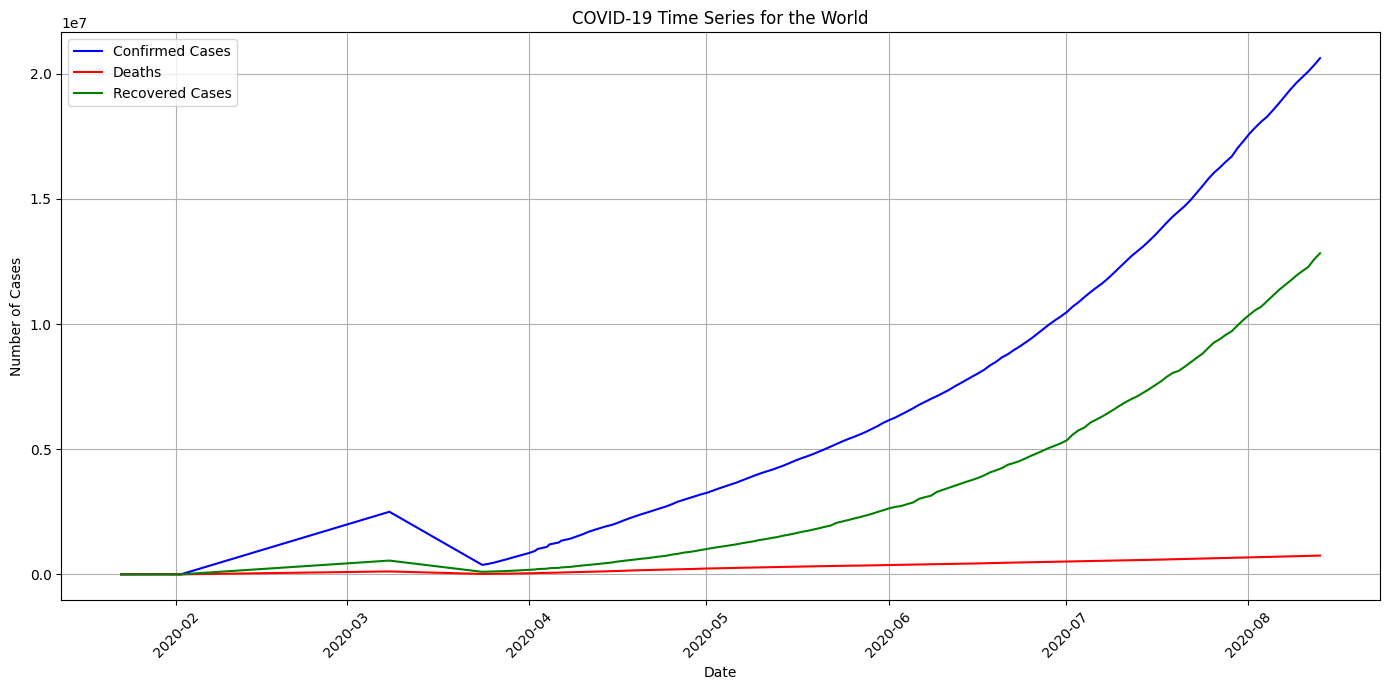 COVID-19 Time Series for the World
1e7
Confirmed Cases
Deaths
Recovered Cases
2.0
1.5
1.0
0.5
0.0
Number of Cases
2020-02
2020-03
2020-04
2020-05
2020-06
2020-07
2020-08
Date